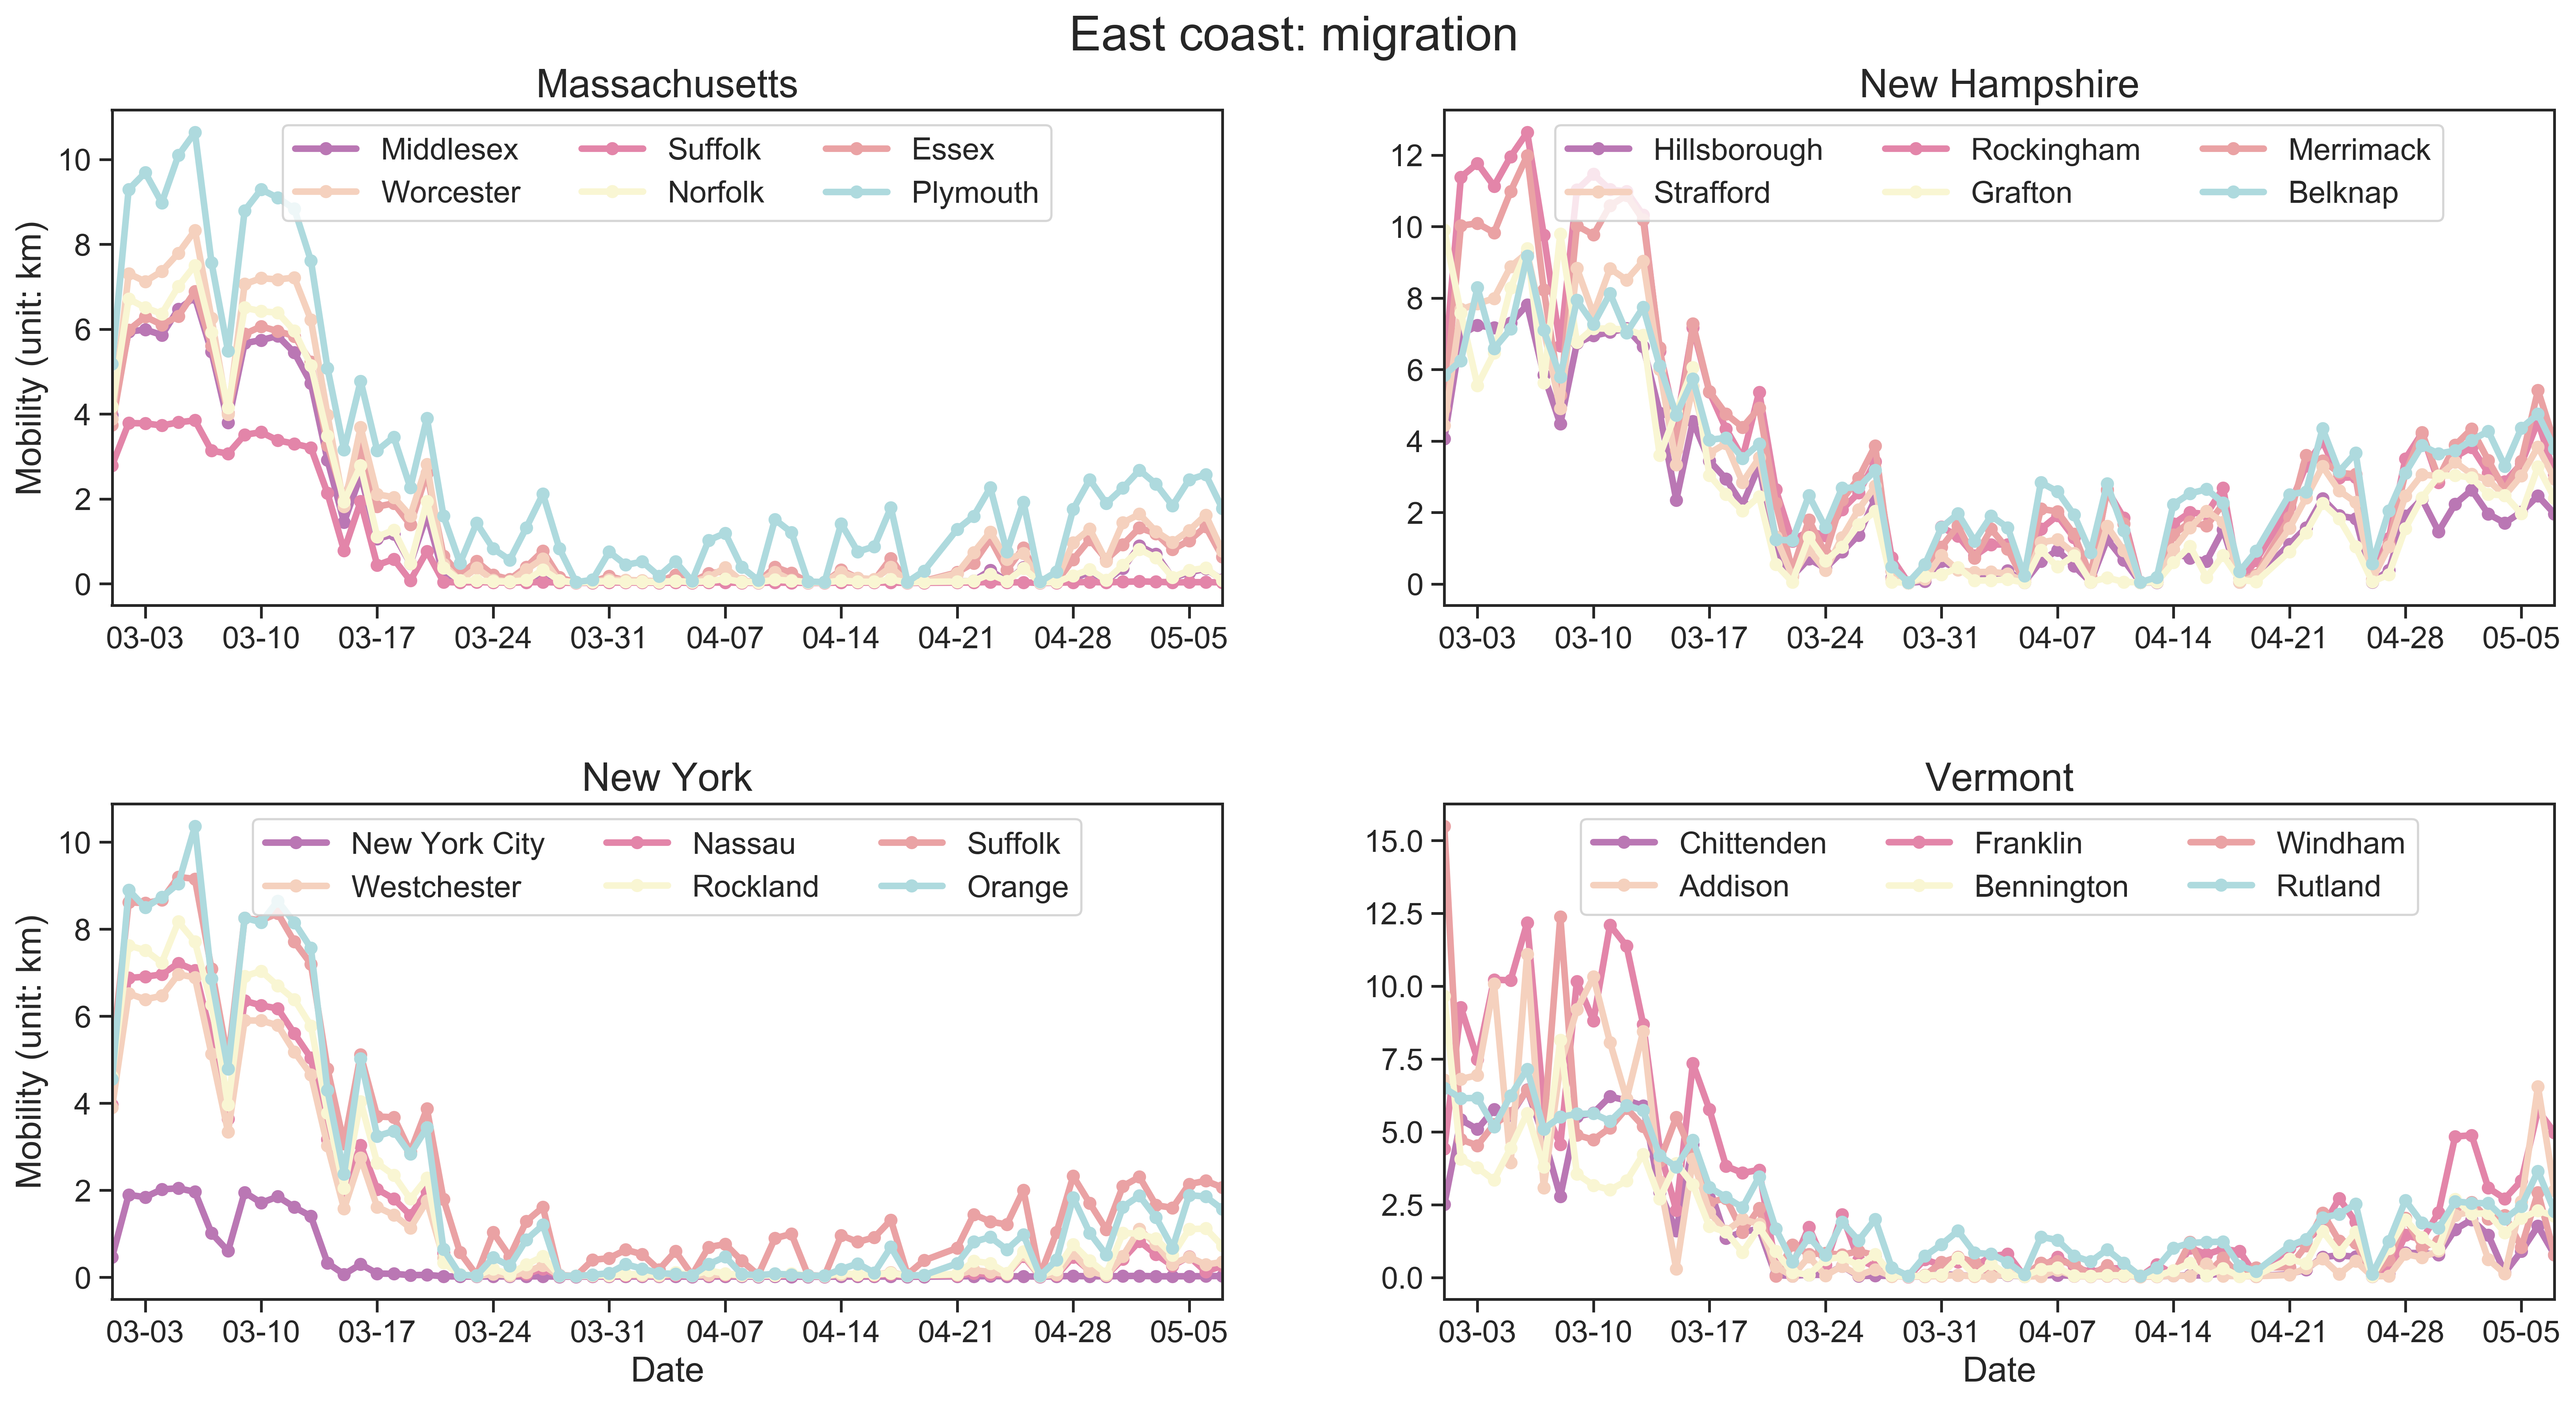 East coast: migration
Massachusetts
Mobility (unit: km)
10
8
6
4
2
0
Middlesex Suffolk Essex
Worcester Norfolk Plymouth
03-03 03-10 03-17 03-24 03-31 04-07 04-14 04-21 04-28 05-05
New Hampshire
12
10
8
6
4
2
0
Hillsborough Rockingham Merrimack
Strafford Grafton Belknap
03-03 03-10 03-17 03-24 03-31 04-07 04-14 04-21 04-28 05-05
New York
Mobility (unit: km)
10
8
6
4
2
0
New York City Nassau Suffolk
Westchester Rockland Orange
03-03 03-10 03-17 03-24 03-31 04-07 04-14 04-21 04-28 05-05
Date
Vermont
15.0
12.5
10.0
7.5
5.0
2.5
0.0
Chittenden Franklin Windham
Addison Bennington Rutland
03-03 03-10 03-17 03-24 03-31 04-07 04-14 04-21 04-28 05-05
Date